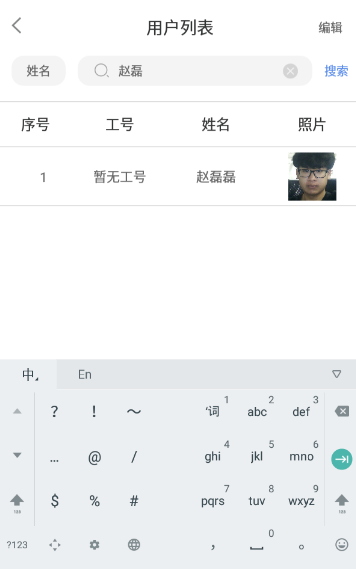 用户列表 编辑
姓名 赵磊 搜索
序号 工号 姓名 照片
1 暂无工号 赵磊磊
中 En
? ! ～ '词 1 abc 2 def 3
... @ / ghi 4 jkl 5 mno 6
$ % # pqrs 7 tuv 8 wxyz 9
123 123
?123 ， 0 。